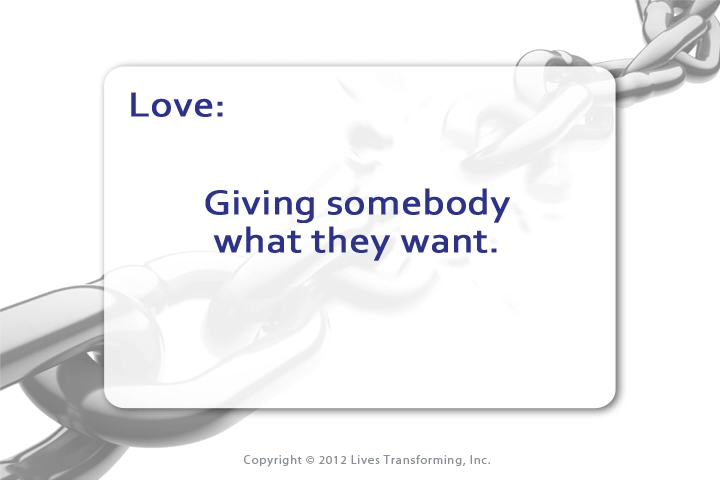 Love:
Giving somebody
what they want.
Copyright © 2012 Lives Transforming, Inc.